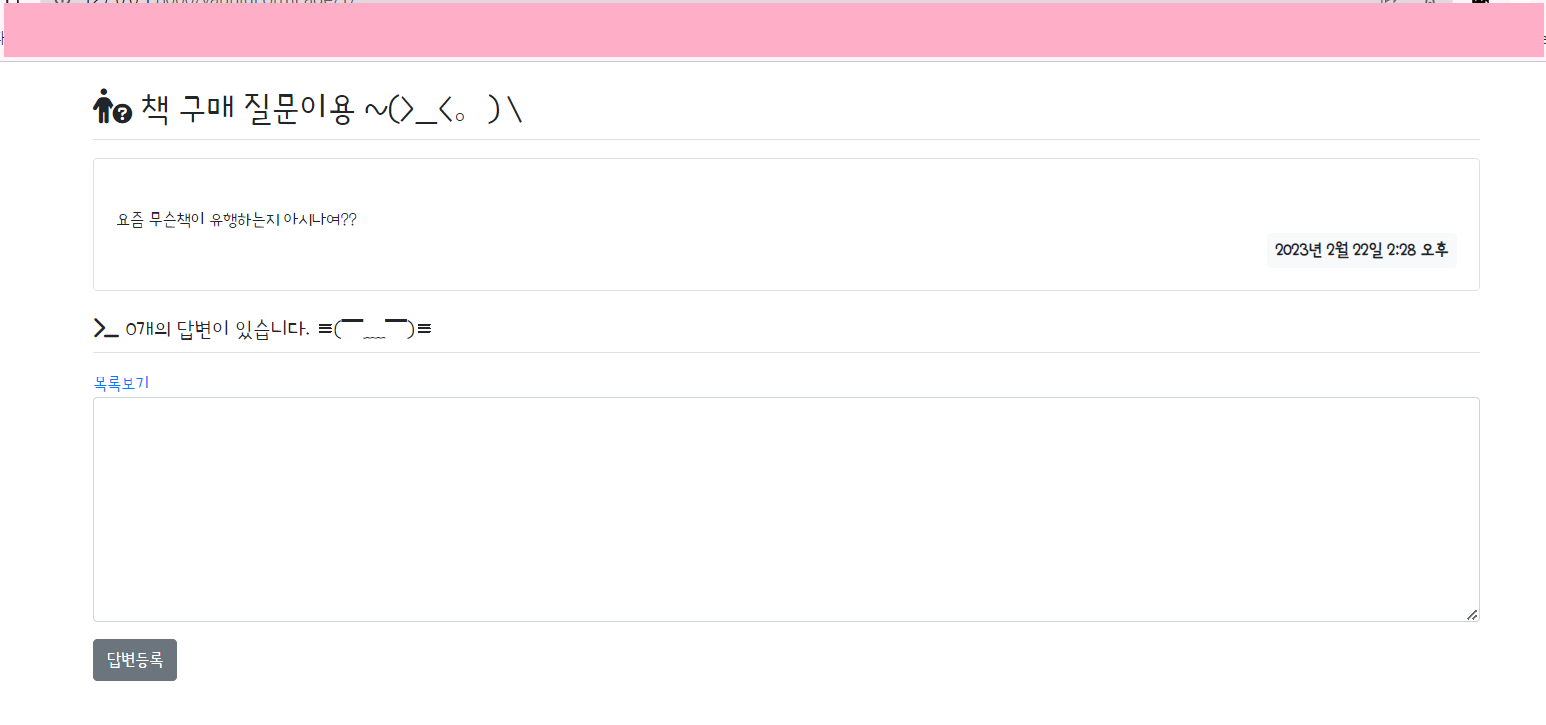 책 구매 질문이용 ~(>_<。)\
요즘 무슨책이 유행하는지 아시나여??
2023년 2월 22일 2:28 오후
0개의 답변이 있습니다. ≡(▔﹏▔)≡
목록보기
답변등록